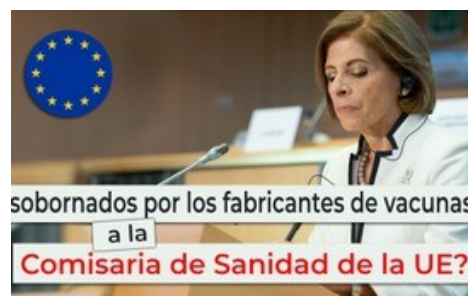 sobornados por los fabricantes de vacunas
a la
Comisaria de Sanidad de la UE?